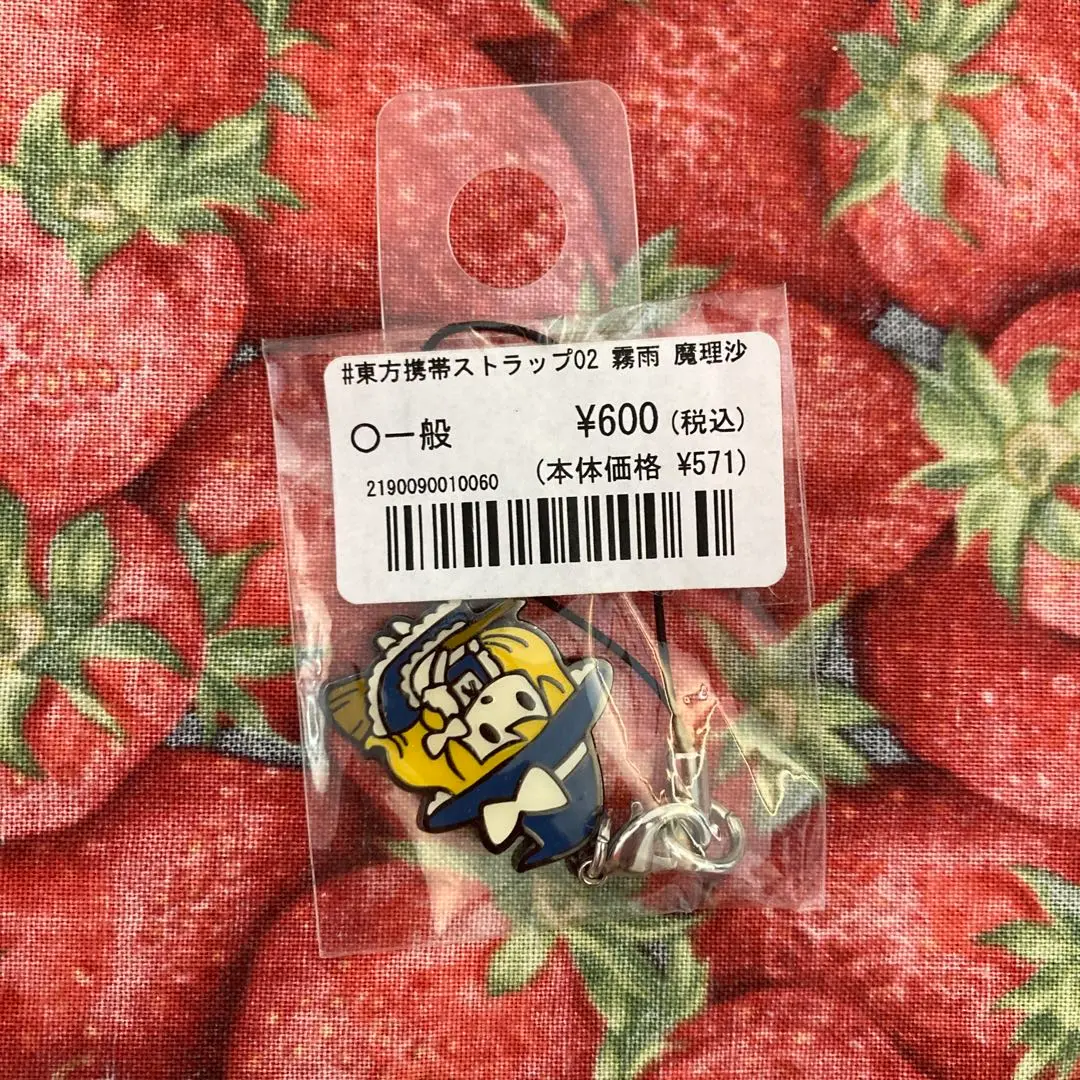 #東方携帯ストラップ02 霧雨 魔理沙
〇一般 ¥600(税込)
2190090010060 (本体価格 ¥571)
M